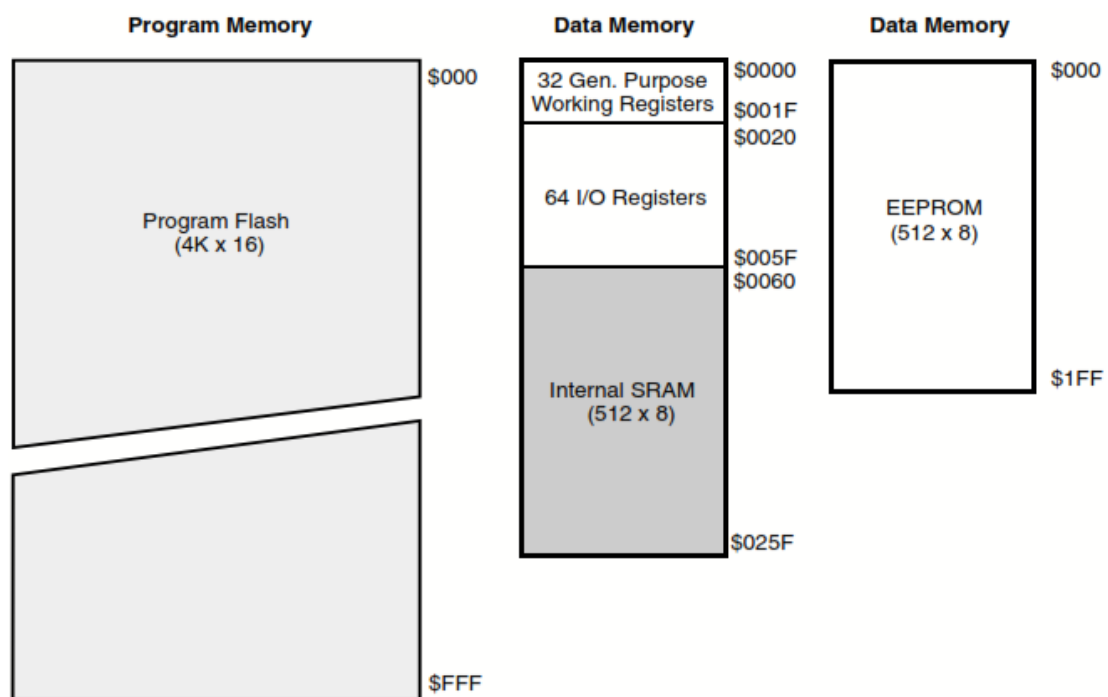 Program Memory
$000
Program Flash
(4K x 16)
$FFF
Data Memory
32 Gen. Purpose
Working Registers
$0000
$001F
$0020
64 I/O Registers
$005F
$0060
Internal SRAM
(512 x 8)
$025F
Data Memory
$000
EEPROM
(512 x 8)
$1FF